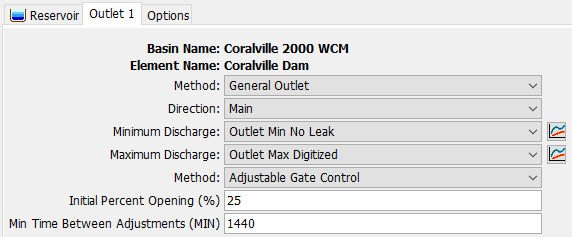 Reservoir Outlet 1 Options
Basin Name: Coralville 2000 WCM
Element Name: Coralville Dam
Method: General Outlet
Direction: Main
Minimum Discharge: Outlet Min No Leak
Maximum Discharge: Outlet Max Digitized
Method: Adjustable Gate Control
Initial Percent Opening (%) 25
Min Time Between Adjustments (MIN) 1440